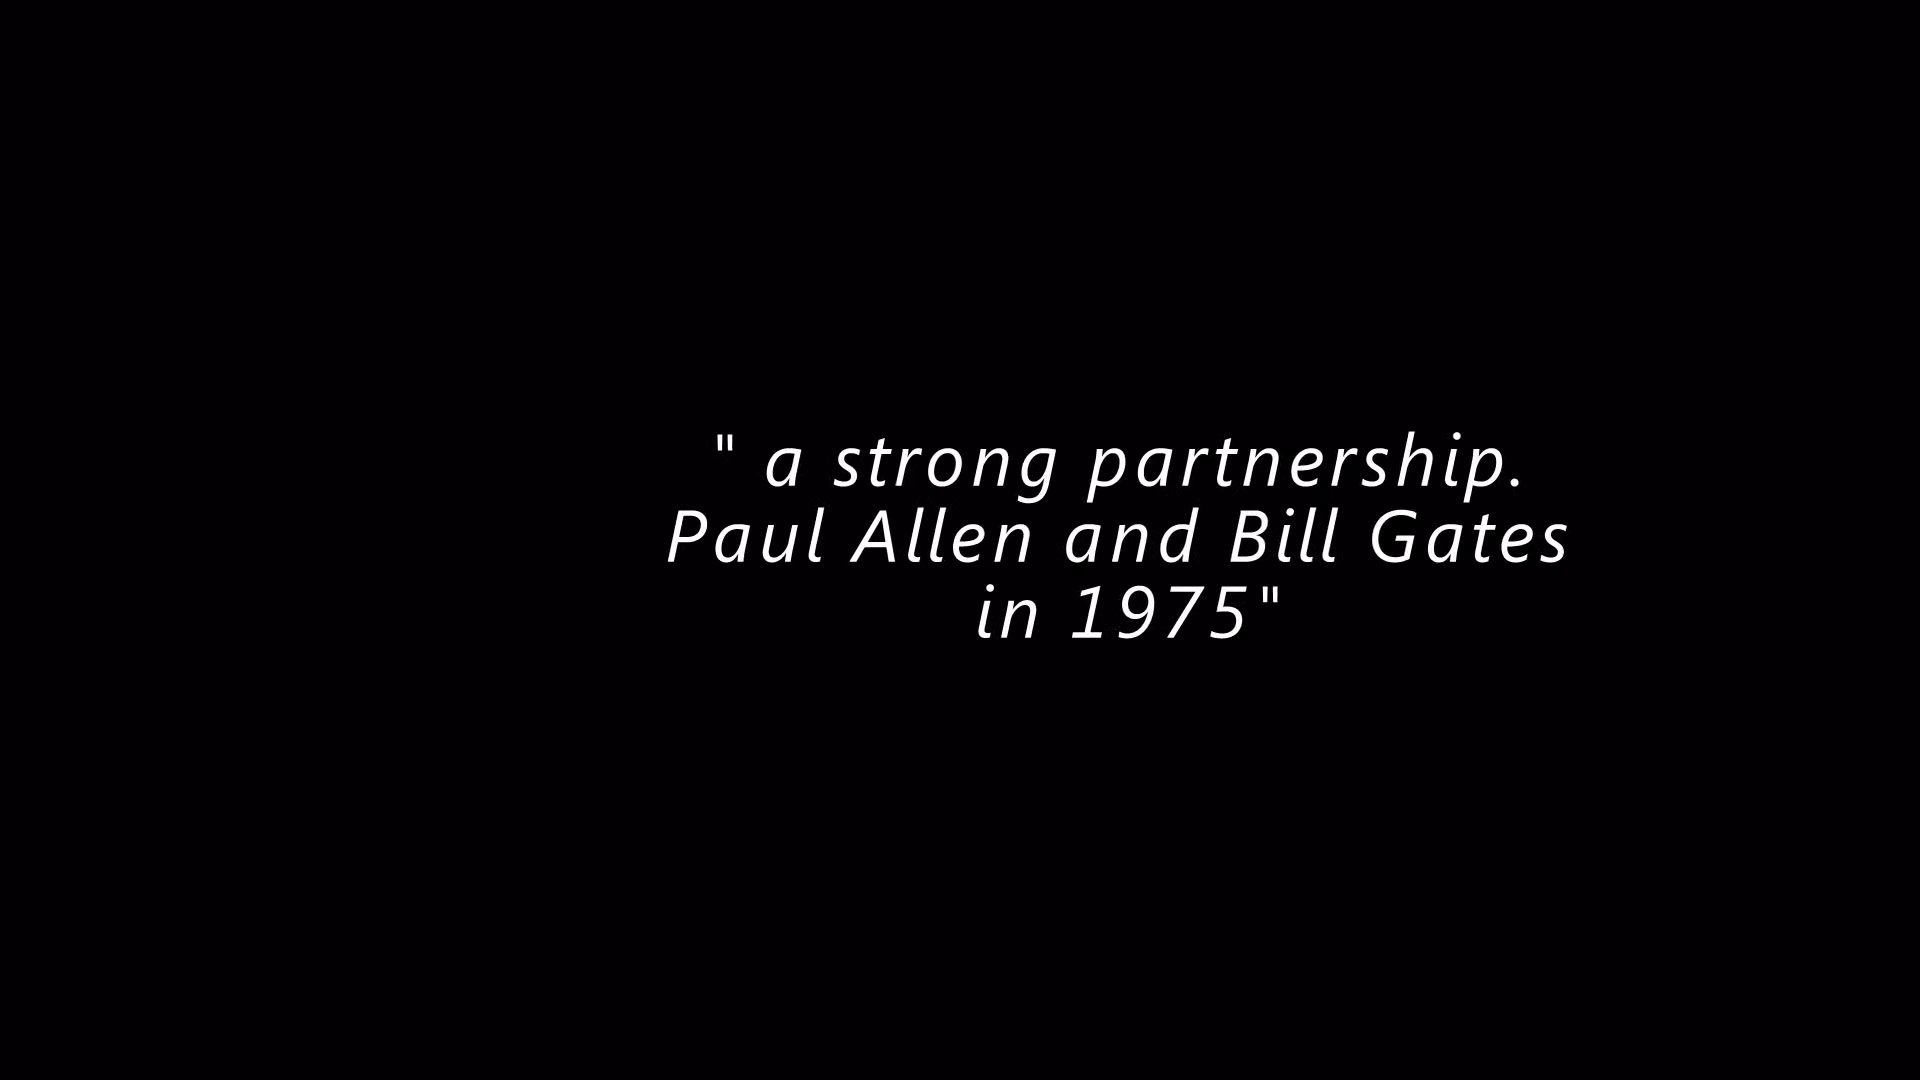 " a strong partnership.
Paul Allen and Bill Gates
in 1975"